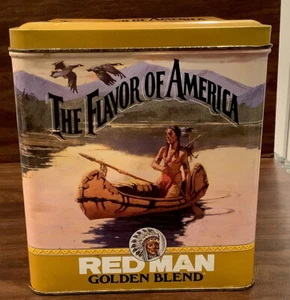 THE FLAVOR OF AMERICA
RED MAN
GOLDEN BLEND